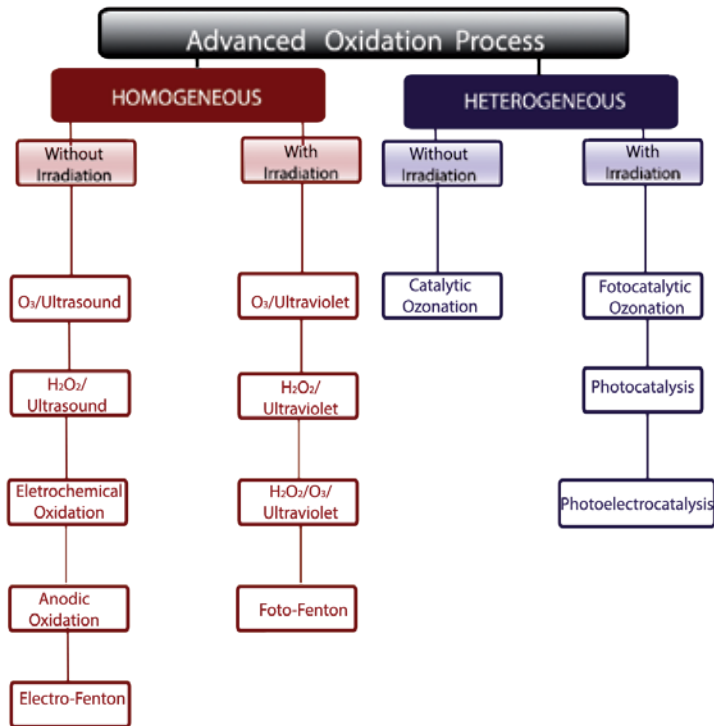 Advanced Oxidation Process
HOMOGENEOUS
Without
Irradiation
O₃/Ultrasound
H₂O₂/
Ultrasound
Eletrochemical
Oxidation
Anodic
Oxidation
Electro-Fenton
With
Irradiation
O₃/Ultraviolet
H₂O₂/
Ultraviolet
H₂O₂/O₃/
Ultraviolet
Foto-Fenton
HETEROGENEOUS
Without
Irradiation
Catalytic
Ozonation
With
Irradiation
Fotocatalytic
Ozonation
Photocatalysis
Photoelectrocatalysis